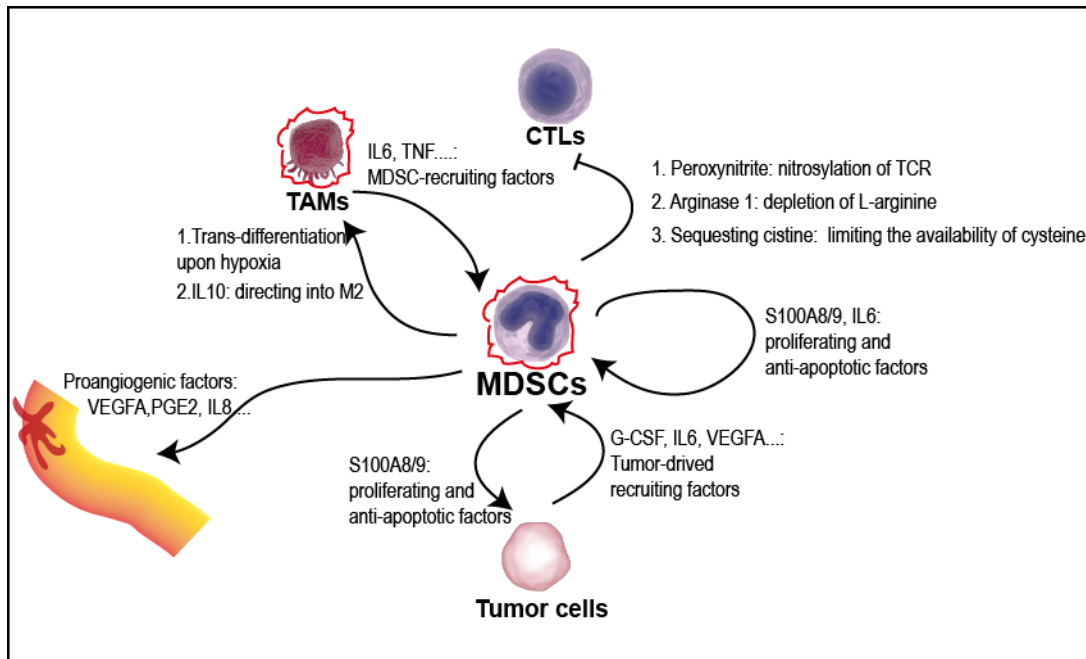 CTLs
IL6, TNF....:
MDSC-recruiting factors
TAMs
1. Peroxynitrite: nitrosylation of TCR
2. Arginase 1: depletion of L-arginine
3. Sequesting cistine: limiting the availability of cysteine
1.Trans-differentiation
upon hypoxia
2.IL10: directing into M2
S100A8/9, IL6:
proliferating and
anti-apoptotic factors
MDSCs
Proangiogenic factors:
VEGFA,PGE2, IL8....
G-CSF, IL6, VEGFA...:
Tumor-drived
recruiting factors
S100A8/9:
proliferating and
anti-apoptotic factors
Tumor cells